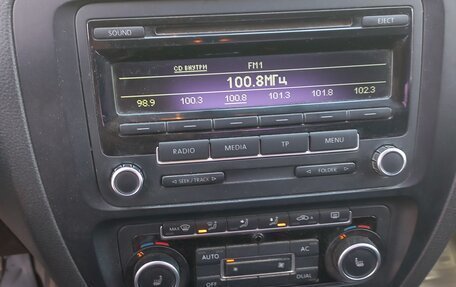 SOUND
EJECT
CD ВНУТРИ FM1
100.8МГц
98.9 100.3 100.8 101.3 101.8 102.3
RADIO MEDIA TP MENU
SEEK / TRACK
FOLDER
MAX
AUTO AC
OFF DUAL